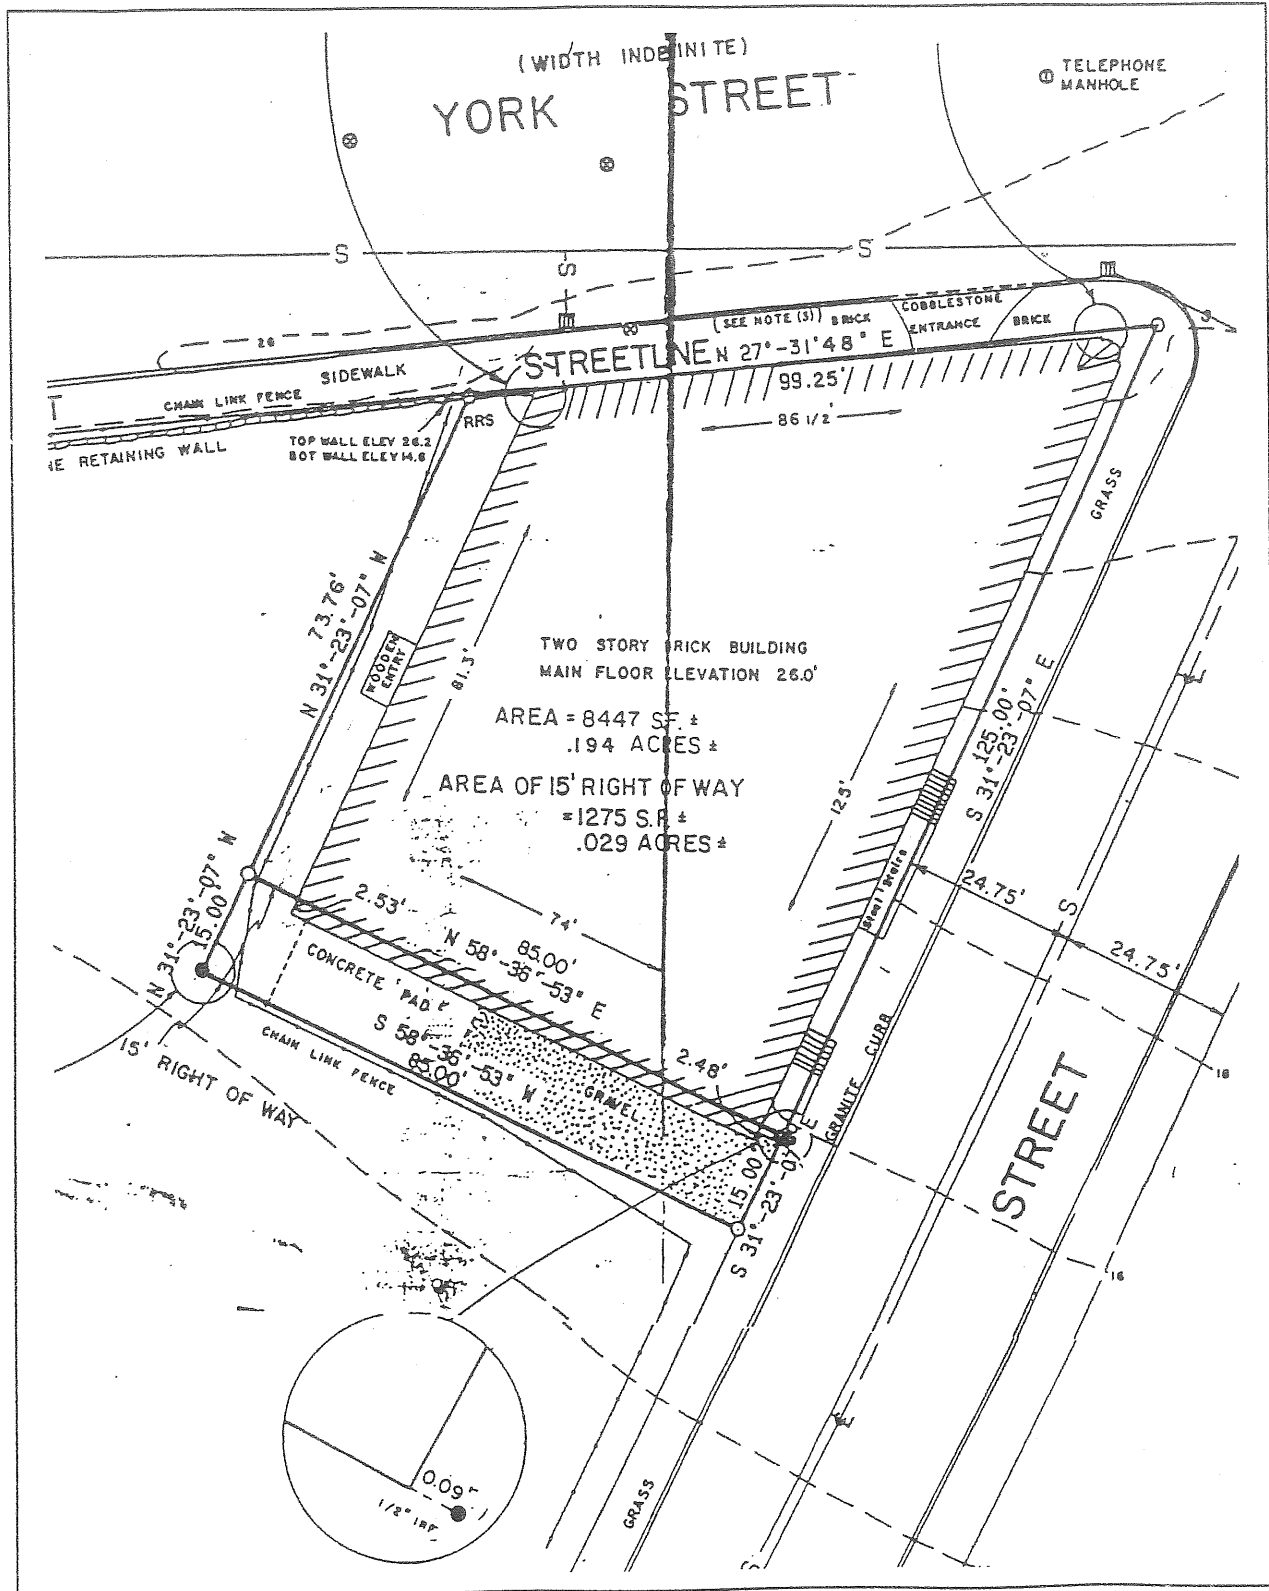 (WIDTH INDEFINITE)
YORK STREET
TELEPHONE
MANHOLE
S
S
S
26
SIDEWALK
CHAIN LINK FENCE
TOP WALL ELEV 26.2
BOT WALL ELEV 14.6
RETAINING WALL
RRS
STREETLINE N 27°-31'48" E
(SEE NOTE (3)) BRICK
COBBLESTONE
ENTRANCE
BRICK
99.25'
86 1/2'
GRASS
73.76'
N 31°-23'-07" W
WOODEN
ENTRY
81.3'
TWO STORY BRICK BUILDING
MAIN FLOOR ELEVATION 26.0'
AREA = 8447 S.F. ±
.194 ACRES ±
AREA OF 15' RIGHT OF WAY
=1275 S.F. ±
.029 ACRES ±
125'
125.00'
S 31°-23'-07" E
Steel Stairs
24.75'
S
24.75'
N 31°-23'-07" W
15.00'
2.53'
74'
85.00'
N 58°-36'-53" E
CONCRETE PAD
S 58°-36'-53" W
85.00'
CHAIN LINK FENCE
GRAVEL
2.48'
15' RIGHT OF WAY
15.00'
S 31°-23'-07" E
GRANITE CURB
STREET
18
16
0.09'
GRASS
S